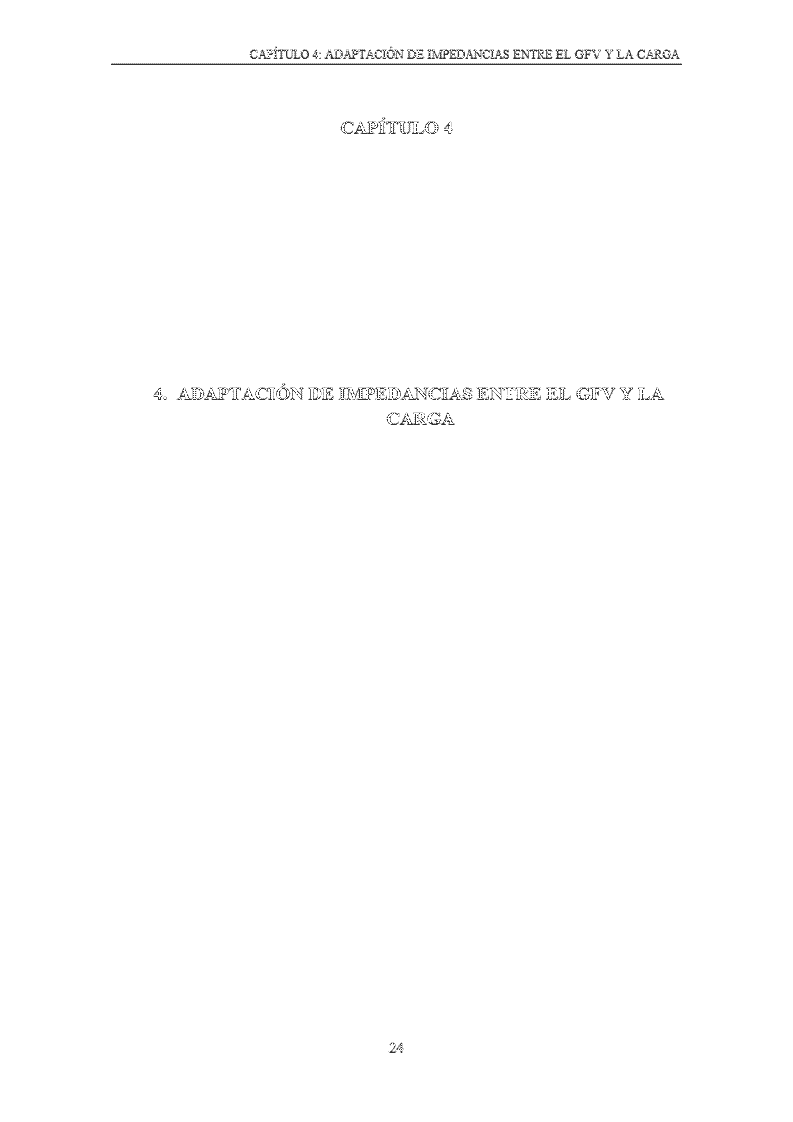 CAPÍTULO 4: ADAPTACIÓN DE IMPEDANCIAS ENTRE EL GFV Y LA CARGA
CAPÍTULO 4
4. ADAPTACIÓN DE IMPEDANCIAS ENTRE EL GFV Y LA
CARGA
24